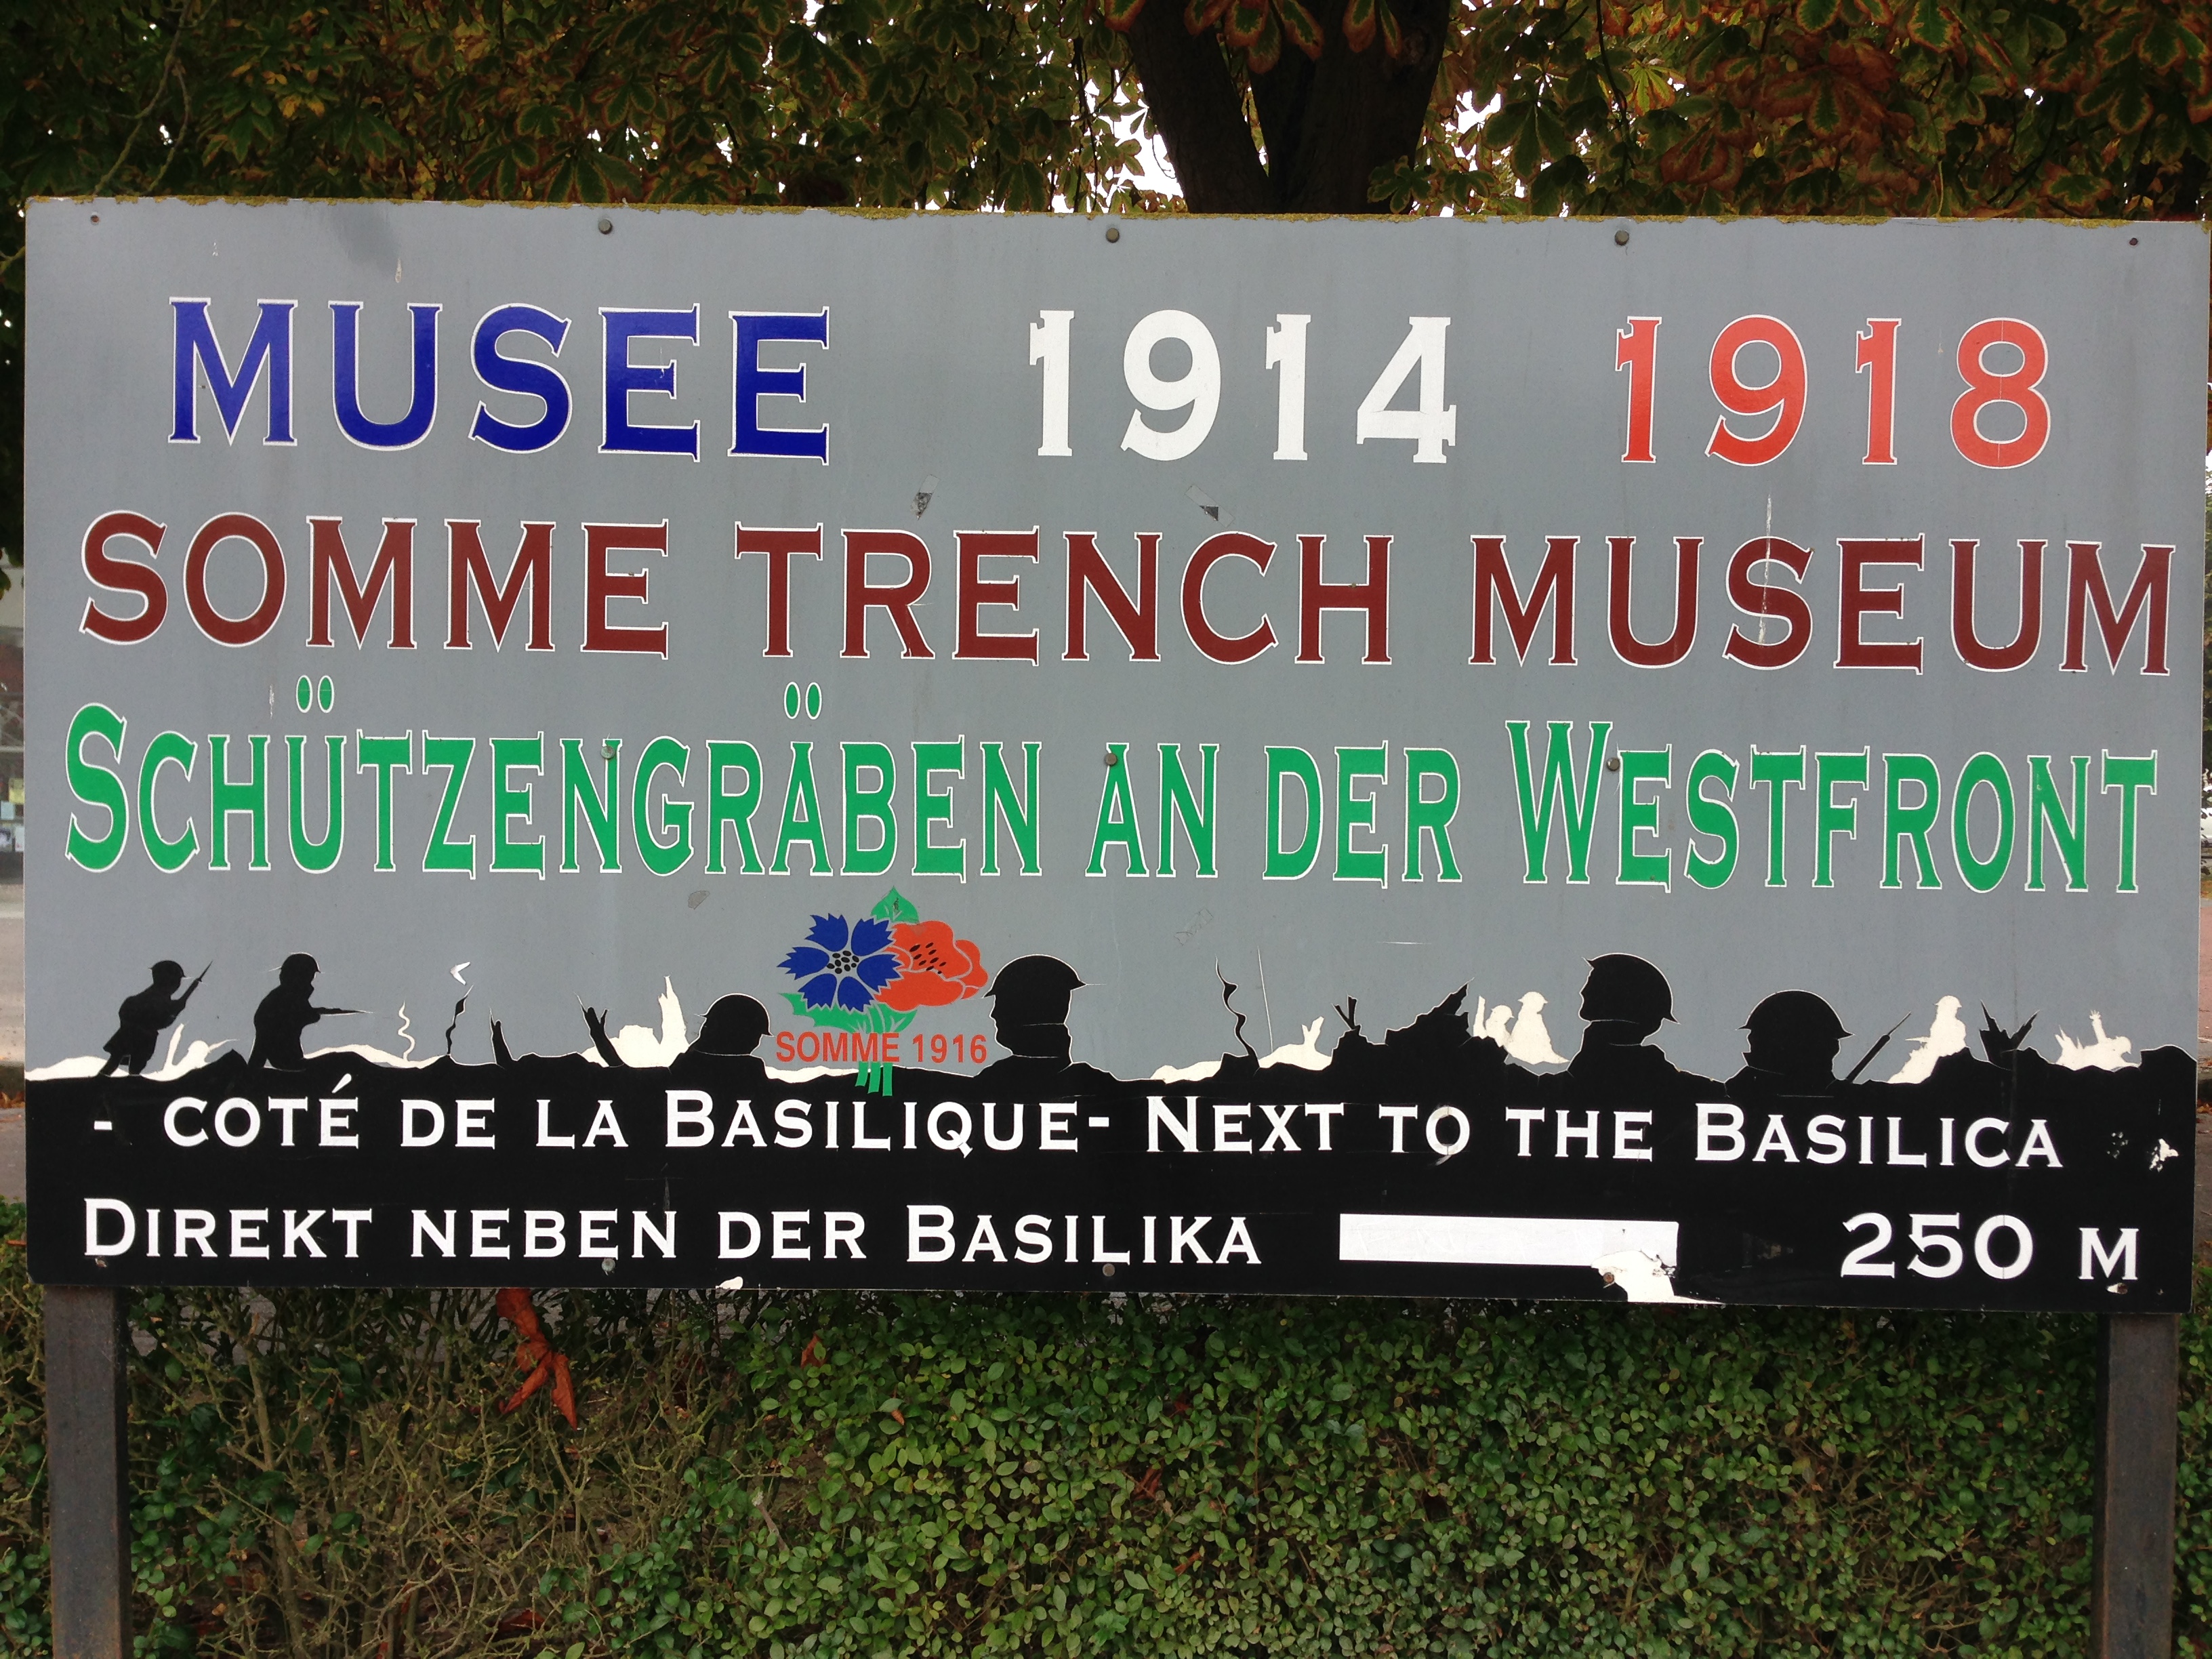 MUSEE 1914 1918
SOMME TRENCH MUSEUM
SCHÜTZENGRÄBEN AN DER WESTFRONT
SOMME 1916
- COTÉ DE LA BASILIQUE- NEXT TO THE BASILICA
DIREKT NEBEN DER BASILIKA 250 M